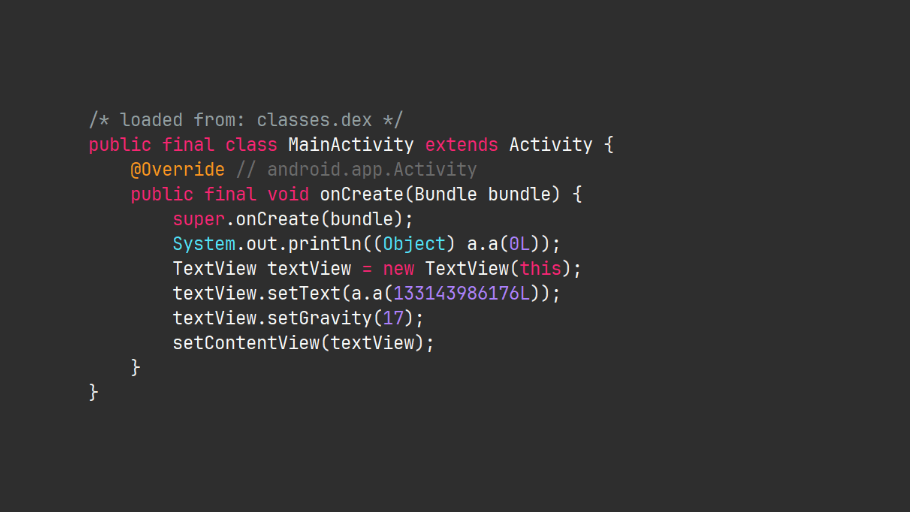 /* loaded from: classes.dex */
public final class MainActivity extends Activity {
    @Override // android.app.Activity
    public final void onCreate(Bundle bundle) {
        super.onCreate(bundle);
        System.out.println((Object) a.a(0L));
        TextView textView = new TextView(this);
        textView.setText(a.a(133143986176L));
        textView.setGravity(17);
        setContentView(textView);
    }
}